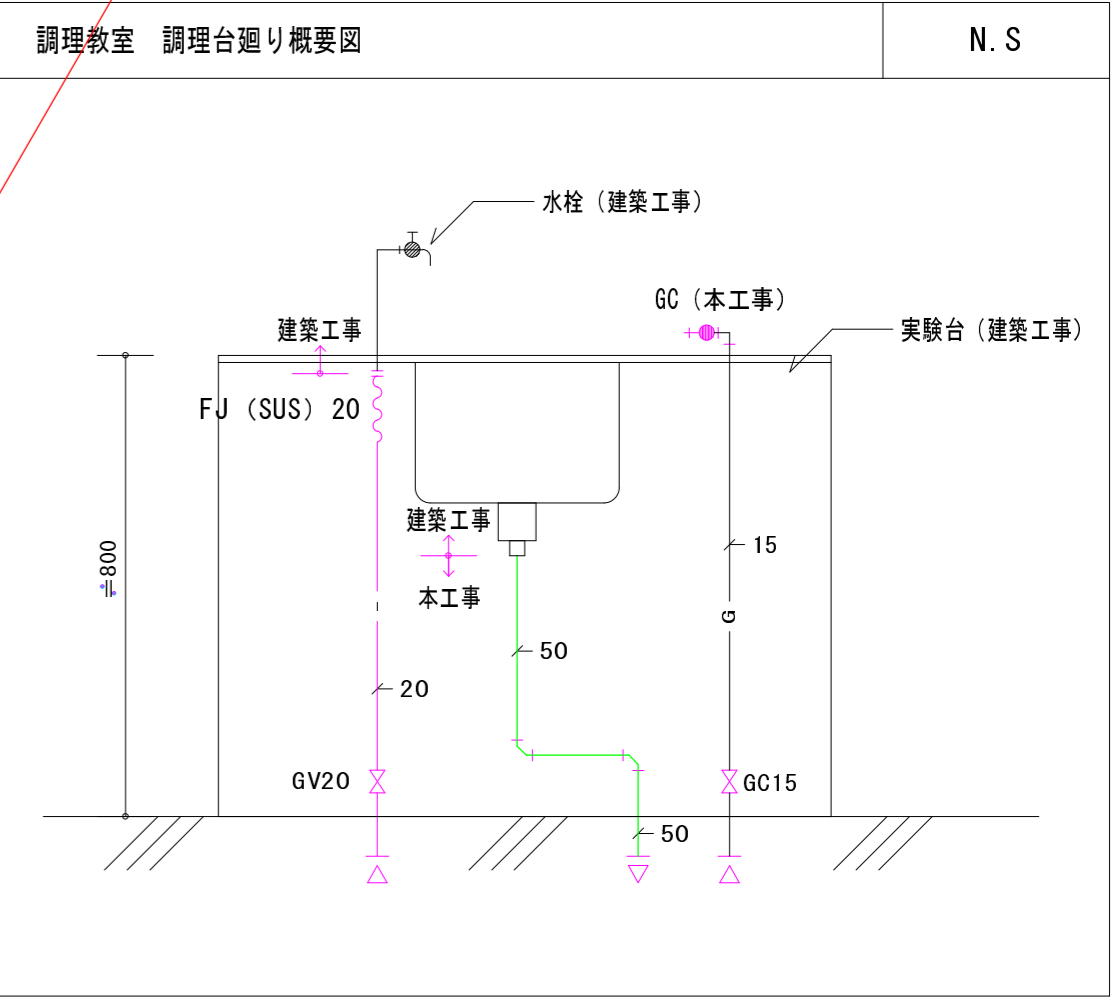 調理教室　調理台廻り概要図
N.S
水栓（建築工事）
GC（本工事）
建築工事
実験台（建築工事）
FJ（SUS）20
建築工事
本工事
≒800
15
G
50
20
GV20
GC15
50